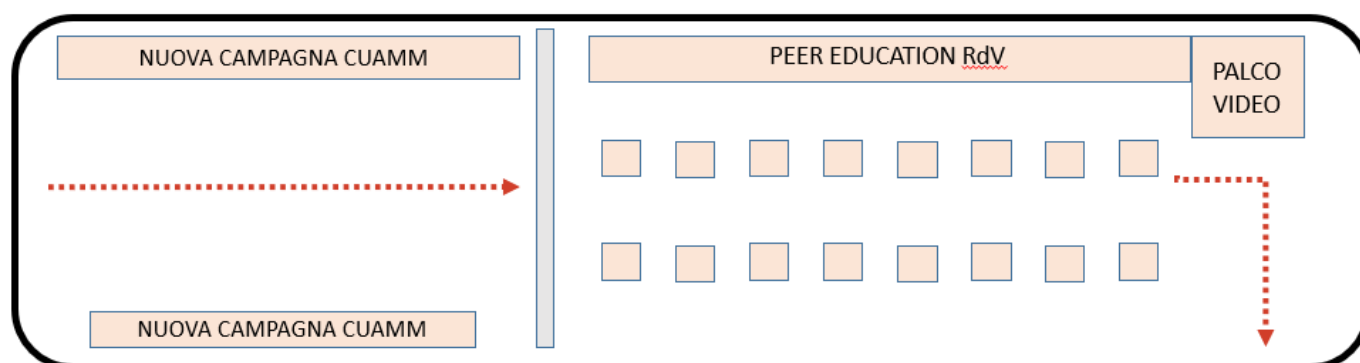 NUOVA CAMPAGNA CUAMM
PEER EDUCATION RdV
PALCO
VIDEO
NUOVA CAMPAGNA CUAMM